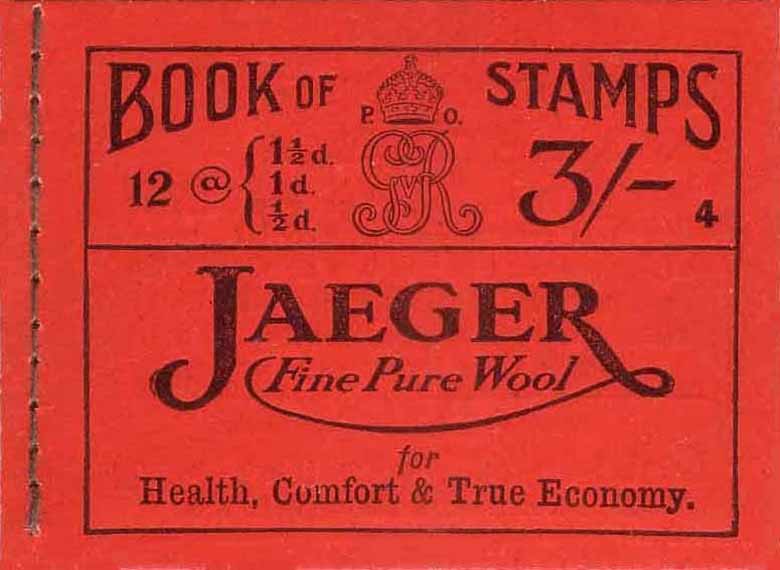 BOOK OF STAMPS
P. O.
12 @ { 1½d.
1d.
½d.
GvR
3/-
4
JAEGER
Fine Pure Wool
for
Health, Comfort & True Economy.